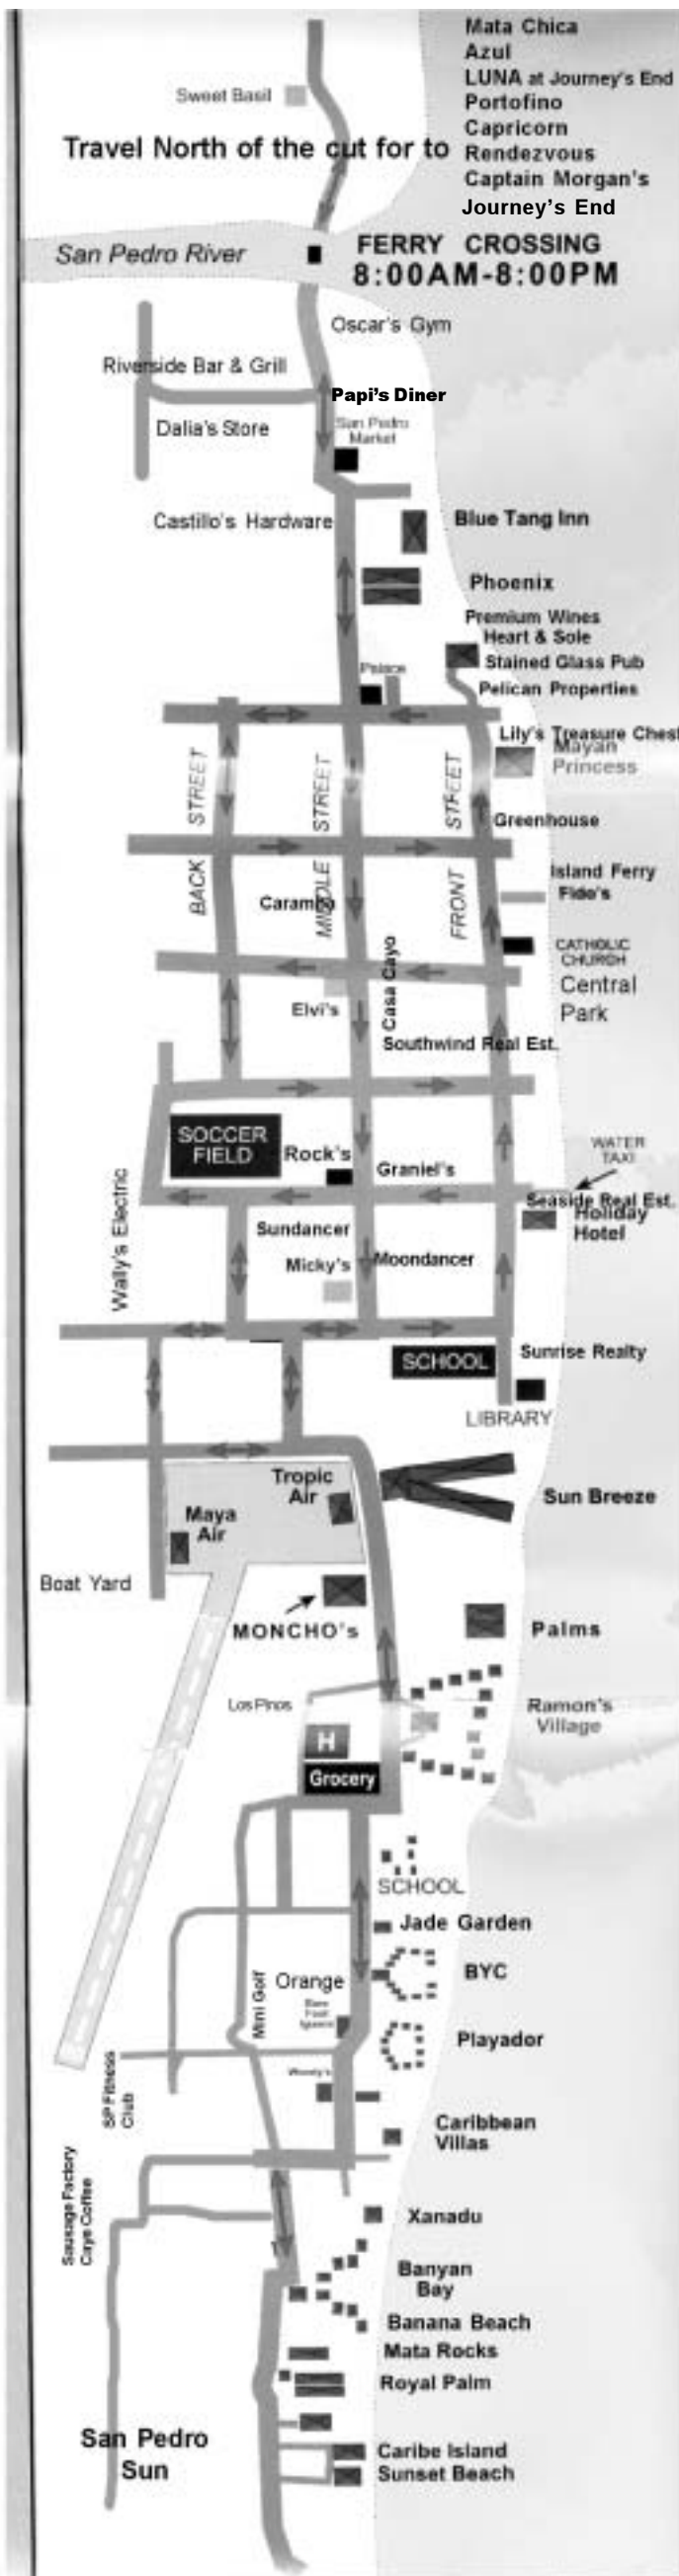 Mata Chica
Azul
LUNA at Journey's End
Portofino
Capricorn
Rendezvous
Captain Morgan's
Journey's End
Sweet Basil
Travel North of the cut for to
San Pedro River
FERRY CROSSING
8:00AM-8:00PM
Oscar's Gym
Riverside Bar & Grill
Papi's Diner
Dalia's Store
San Pedro
Market
Castillo's Hardware
Blue Tang Inn
Phoenix
Premium Wines
Heart & Sole
Stained Glass Pub
Pelican Properties
Palace
Lily's Treasure Chest
Mayan
Princess
BACK STREET
MIDDLE STREET
FRONT STREET
Greenhouse
Island Ferry
Fido's
Caramba
CATHOLIC
CHURCH
Central
Park
Casa Cayo
Elvi's
Southwind Real Est.
SOCCER
FIELD
Rock's
Graniel's
WATER
TAXI
Seaside Real Est.
Holiday
Hotel
Wally's Electric
Sundancer
Micky's
Moondancer
SCHOOL
Sunrise Realty
LIBRARY
Tropic
Air
Maya
Air
Sun Breeze
Boat Yard
MONCHO's
Palms
Los Pinos
Ramon's
Village
H
Grocery
SCHOOL
Jade Garden
Mini Golf
Orange
BYC
Bare
Foot
Iguana
Playador
SP Fitness
Club
Woody's
Caribbean
Villas
Sausage Factory
Caye Coffee
Xanadu
Banyan
Bay
Banana Beach
Mata Rocks
Royal Palm
San Pedro
Sun
Caribe Island
Sunset Beach